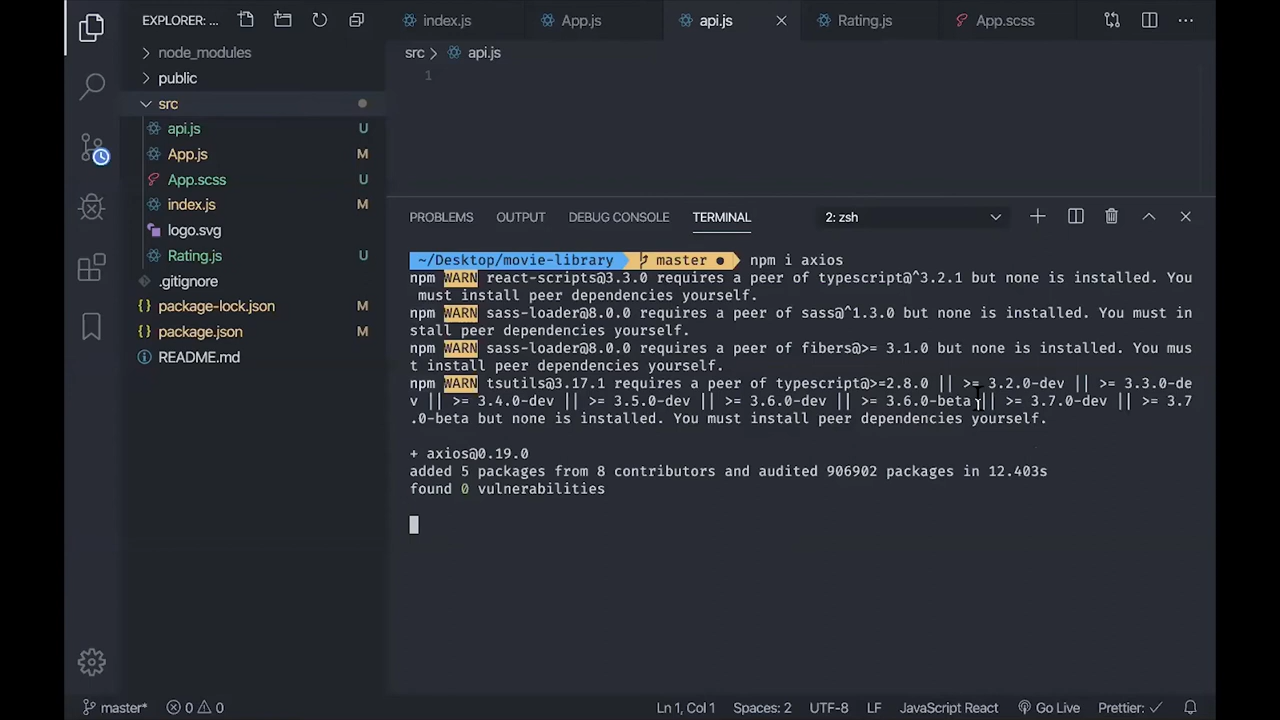 EXPLORER: ...
index.js
App.js
api.js
Rating.js
App.scss
node_modules
public
src
api.js U
App.js M
App.scss U
index.js M
logo.svg
Rating.js U
.gitignore
package-lock.json M
package.json M
README.md
src api.js
1
PROBLEMS OUTPUT DEBUG CONSOLE TERMINAL 2: zsh
~/Desktop/movie-library master ● npm i axios
npm WARN react-scripts@3.3.0 requires a peer of typescript@^3.2.1 but none is installed. You
must install peer dependencies yourself.
npm WARN sass-loader@8.0.0 requires a peer of sass@^1.3.0 but none is installed. You must in
stall peer dependencies yourself.
npm WARN sass-loader@8.0.0 requires a peer of fibers@>= 3.1.0 but none is installed. You mus
t install peer dependencies yourself.
npm WARN tsutils@3.17.1 requires a peer of typescript@>=2.8.0 || >= 3.2.0-dev || >= 3.3.0-de
v || >= 3.4.0-dev || >= 3.5.0-dev || >= 3.6.0-dev || >= 3.6.0-beta || >= 3.7.0-dev || >= 3.7
.0-beta but none is installed. You must install peer dependencies yourself.
+ axios@0.19.0
added 5 packages from 8 contributors and audited 906902 packages in 12.403s
found 0 vulnerabilities
master* 0 0 Ln 1, Col 1 Spaces: 2 UTF-8 LF JavaScript React Go Live Prettier: ✓